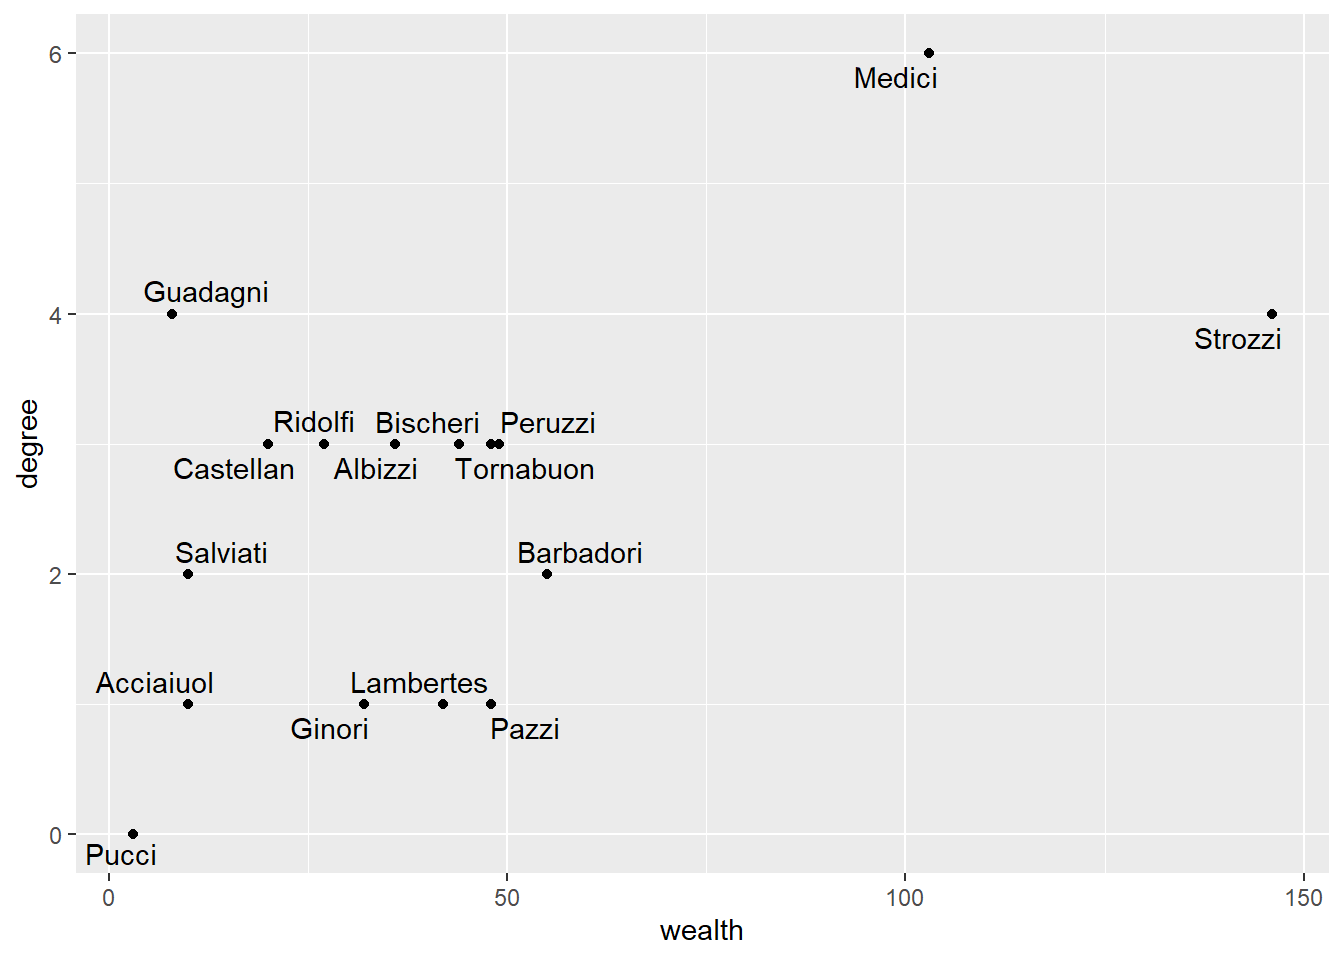 6
Medici
Guadagni
4
Strozzi
Ridolfi
Bischeri
Peruzzi
degree
Castellan
Albizzi
Tornabuon
Salviati
Barbadori
2
Acciaiuol
Lambertes
Ginori
Pazzi
0
Pucci
0
50
100
150
wealth